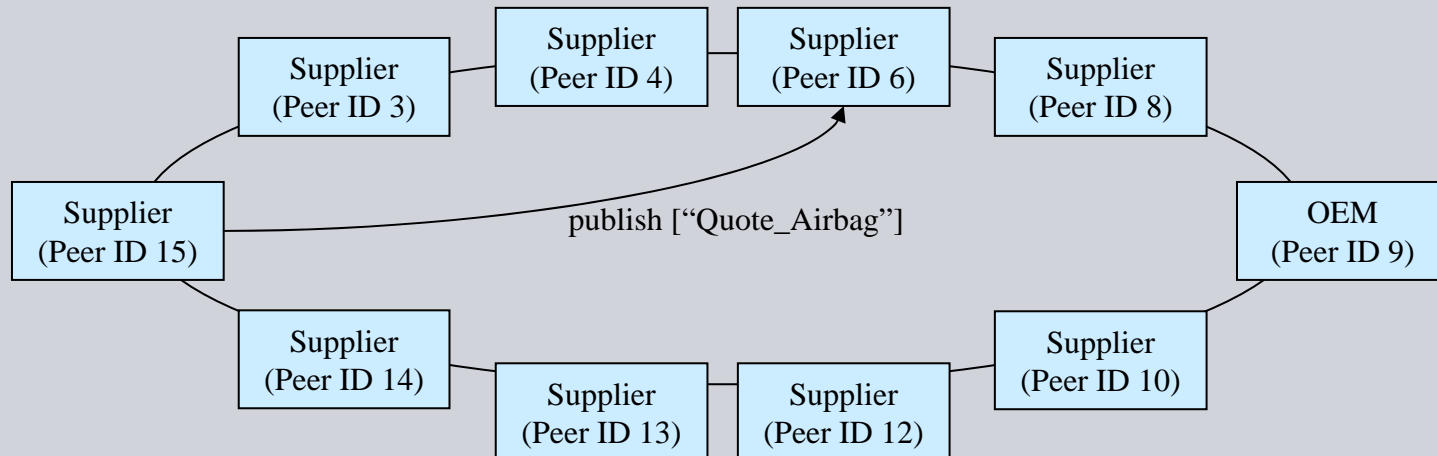 Supplier
(Peer ID 4)
Supplier
(Peer ID 6)
Supplier
(Peer ID 3)
Supplier
(Peer ID 8)
Supplier
(Peer ID 15)
publish [“Quote_Airbag”]
OEM
(Peer ID 9)
Supplier
(Peer ID 14)
Supplier
(Peer ID 10)
Supplier
(Peer ID 13)
Supplier
(Peer ID 12)